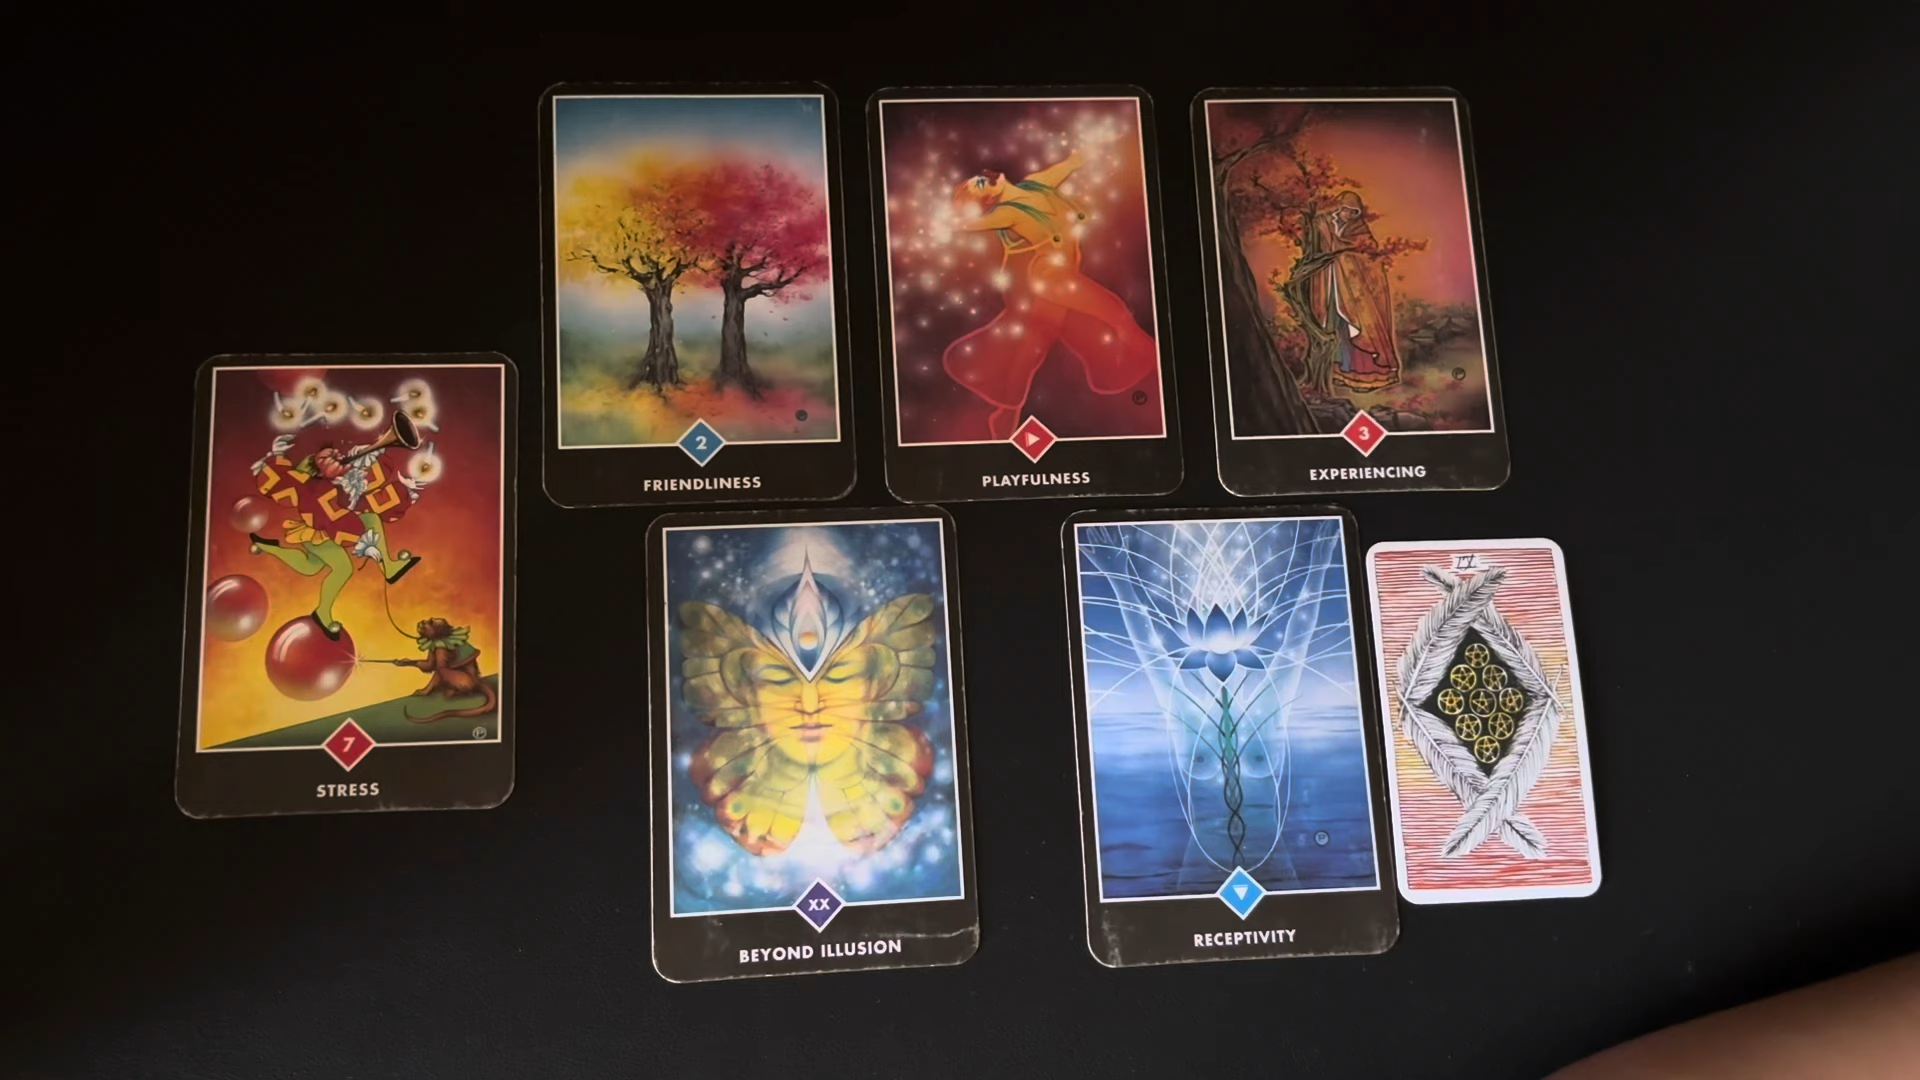 2
FRIENDLINESS
PLAYFULNESS
3
EXPERIENCING
7
STRESS
XX
BEYOND ILLUSION
RECEPTIVITY